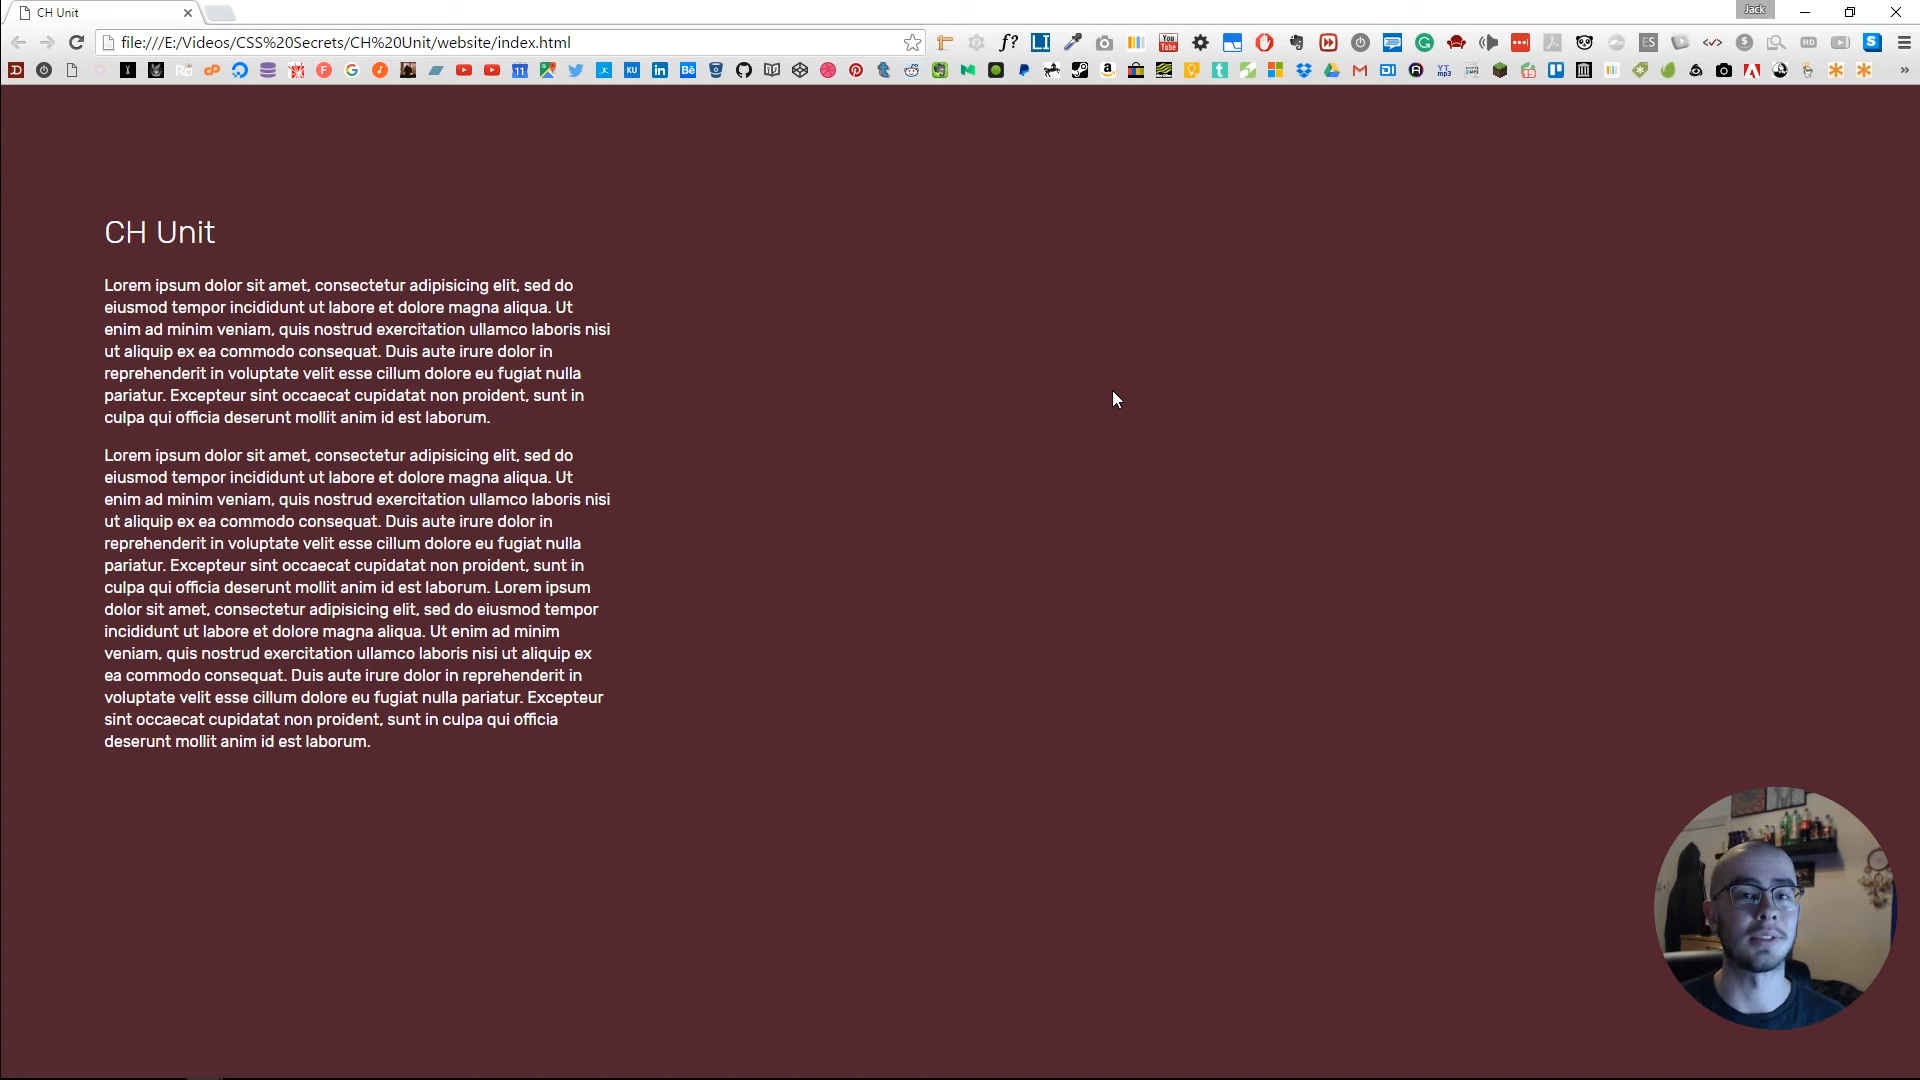 CH Unit
Jack
file:///E:/Videos/CSS%20Secrets/CH%20Unit/website/index.html
CH Unit
Lorem ipsum dolor sit amet, consectetur adipisicing elit, sed do
eiusmod tempor incididunt ut labore et dolore magna aliqua. Ut
enim ad minim veniam, quis nostrud exercitation ullamco laboris nisi
ut aliquip ex ea commodo consequat. Duis aute irure dolor in
reprehenderit in voluptate velit esse cillum dolore eu fugiat nulla
pariatur. Excepteur sint occaecat cupidatat non proident, sunt in
culpa qui officia deserunt mollit anim id est laborum.
Lorem ipsum dolor sit amet, consectetur adipisicing elit, sed do
eiusmod tempor incididunt ut labore et dolore magna aliqua. Ut
enim ad minim veniam, quis nostrud exercitation ullamco laboris nisi
ut aliquip ex ea commodo consequat. Duis aute irure dolor in
reprehenderit in voluptate velit esse cillum dolore eu fugiat nulla
pariatur. Excepteur sint occaecat cupidatat non proident, sunt in
culpa qui officia deserunt mollit anim id est laborum. Lorem ipsum
dolor sit amet, consectetur adipisicing elit, sed do eiusmod tempor
incididunt ut labore et dolore magna aliqua. Ut enim ad minim
veniam, quis nostrud exercitation ullamco laboris nisi ut aliquip ex
ea commodo consequat. Duis aute irure dolor in reprehenderit in
voluptate velit esse cillum dolore eu fugiat nulla pariatur. Excepteur
sint occaecat cupidatat non proident, sunt in culpa qui officia
deserunt mollit anim id est laborum.